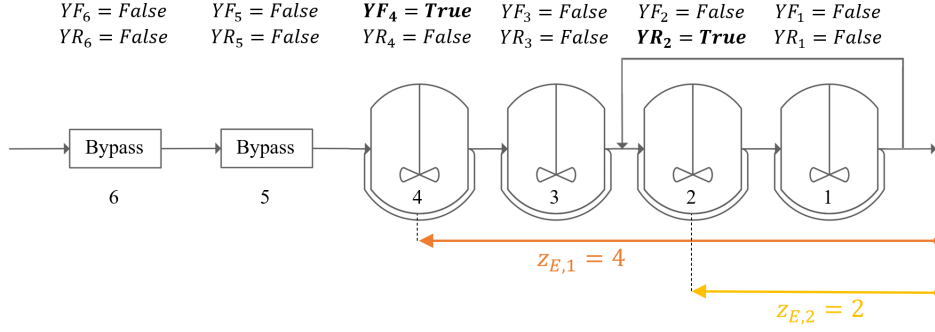 YF₆ = False YF₅ = False YF₄ = True YF₃ = False YF₂ = False YF₁ = False
YR₆ = False YR₅ = False YR₄ = False YR₃ = False YR₂ = True YR₁ = False
Bypass Bypass
6 5 4 3 2 1
z_{E,1} = 4
z_{E,2} = 2